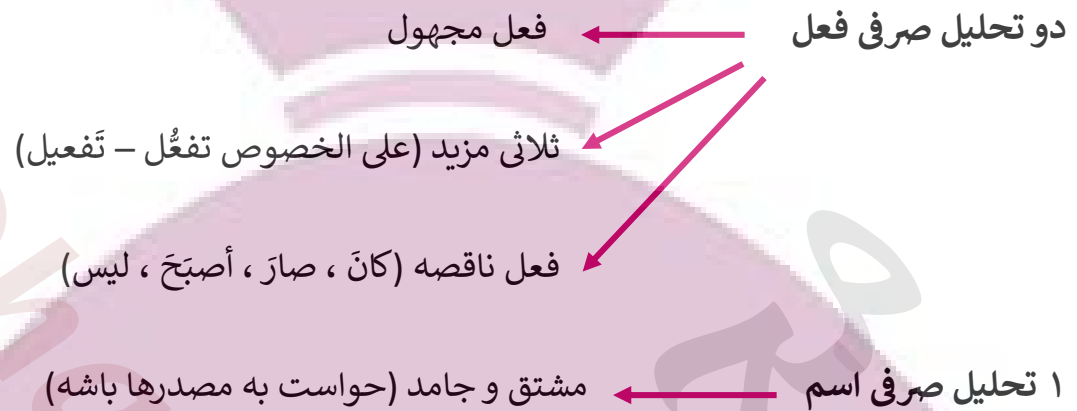 دو تحلیل صرفی فعل فعل مجهول
ثلاثی مزید (علی الخصوص تفعُّل – تَفعیل)
فعل ناقصه (کانَ ، صارَ ، أصبَحَ ، لیس)
۱ تحلیل صرفی اسم مشتق و جامد (حواست به مصدرها باشه)